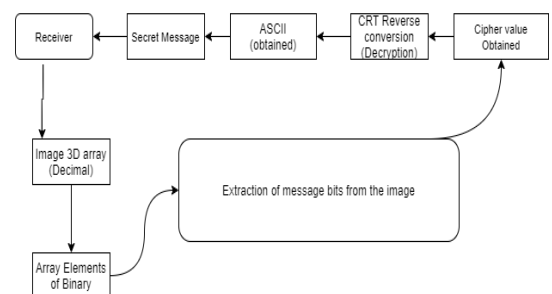 Receiver
Secret Message
ASCII
(obtained)
CRT Reverse
conversion
(Decryption)
Cipher value
Obtained
Image 3D array
(Decimal)
Extraction of message bits from the image
Array Elements
of Binary